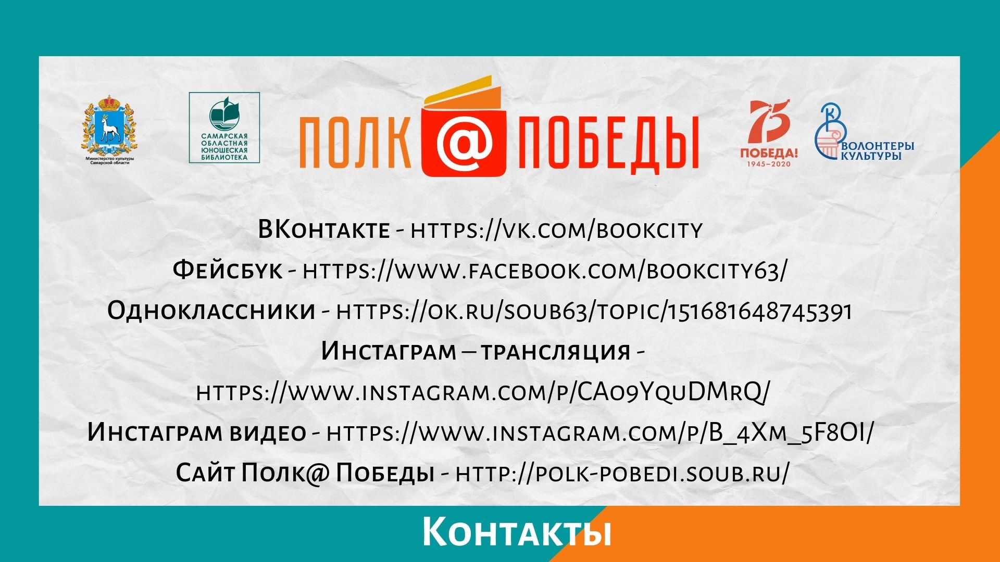 Министерство культуры
Самарской области
САМАРСКАЯ
ОБЛАСТНАЯ
ЮНОШЕСКАЯ
БИБЛИОТЕКА
ПОЛК@ПОБЕДЫ
75
ПОБЕДА!
1945–2020
ВОЛОНТЕРЫ
КУЛЬТУРЫ
ВКонтакте - https://vk.com/bookcity
Фейсбук - https://www.facebook.com/bookcity63/
Одноклассники - https://ok.ru/soub63/topic/151681648745391
Инстаграм – трансляция -
https://www.instagram.com/p/CAo9YquDMrQ/
Инстаграм видео - https://www.instagram.com/p/B_4Xm_5F8OI/
Сайт Полк@ Победы - http://polk-pobedi.soub.ru/
Контакты